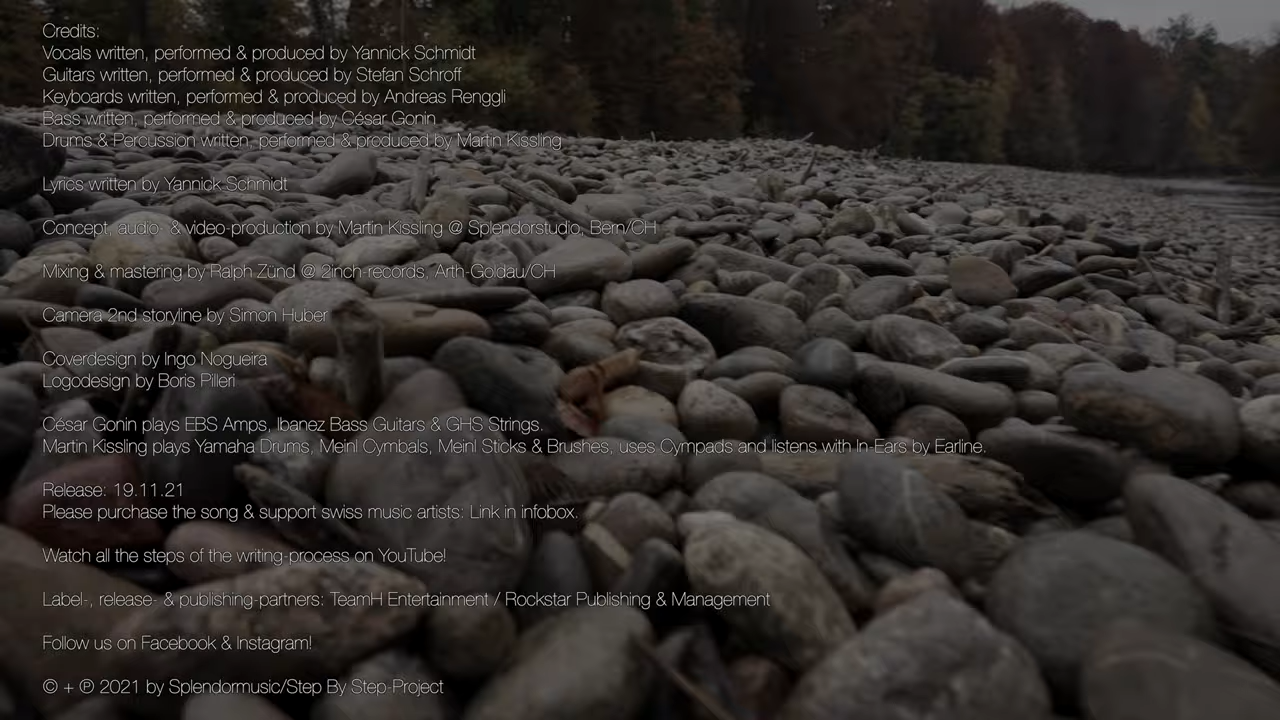 Credits:
Vocals written, performed & produced by Yannick Schmidt
Guitars written, performed & produced by Stefan Schroff
Keyboards written, performed & produced by Andreas Renggli
Bass written, performed & produced by César Gonin
Drums & Percussion written, performed & produced by Martin Kissling
Lyrics written by Yannick Schmidt
Concept, audio- & video-production by Martin Kissling @ Splendorstudio, Bern/CH
Mixing & mastering by Ralph Zünd @ 2inch-records, Arth-Goldau/CH
Camera 2nd storyline by Simon Huber
Coverdesign by Ingo Nogueira
Logodesign by Boris Pilleri
César Gonin plays EBS Amps, Ibanez Bass Guitars & GHS Strings.
Martin Kissling plays Yamaha Drums, Meinl Cymbals, Meinl Sticks & Brushes, uses Cympads and listens with In-Ears by Earline.
Release: 19.11.21
Please purchase the song & support swiss music artists: Link in infobox.
Watch all the steps of the writing-process on YouTube!
Label-, release- & publishing-partners: TeamH Entertainment / Rockstar Publishing & Management
Follow us on Facebook & Instagram!
© + ℗ 2021 by Splendormusic/Step By Step-Project